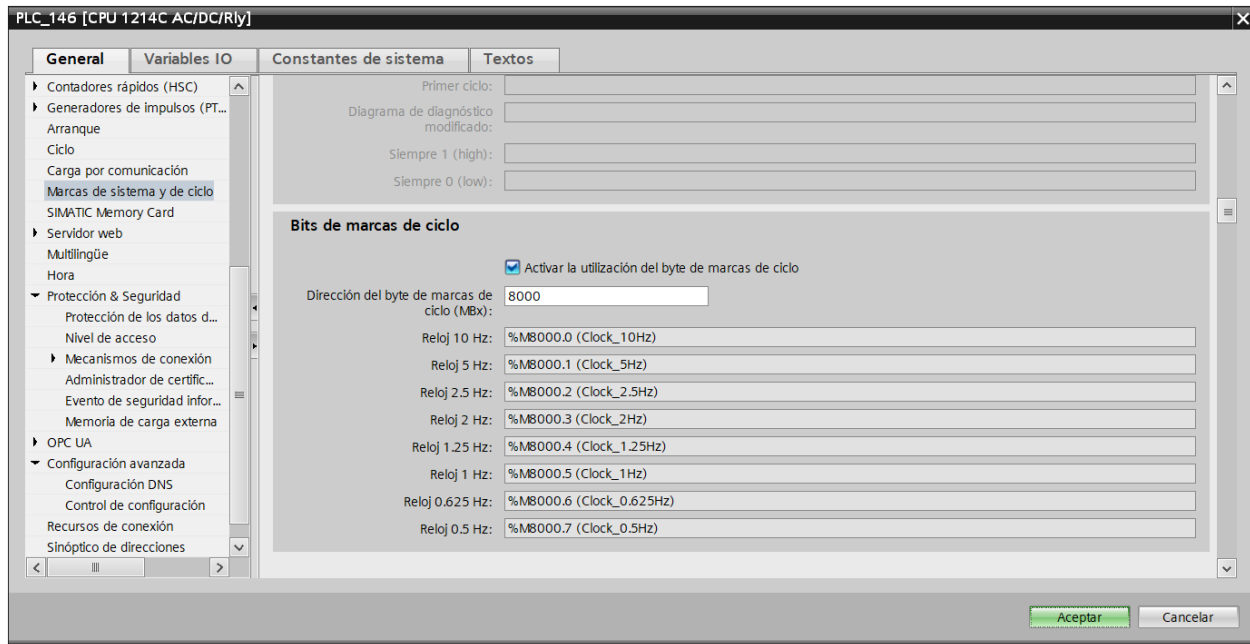 PLC_146 [CPU 1214C AC/DC/Rly]
General
Variables IO
Constantes de sistema
Textos
Contadores rápidos (HSC)
Generadores de impulsos (PT...
Arranque
Ciclo
Carga por comunicación
Marcas de sistema y de ciclo
SIMATIC Memory Card
Servidor web
Multilingüe
Hora
Protección & Seguridad
Protección de los datos d...
Nivel de acceso
Mecanismos de conexión
Administrador de certific...
Evento de seguridad infor...
Memoria de carga externa
OPC UA
Configuración avanzada
Configuración DNS
Control de configuración
Recursos de conexión
Sinóptico de direcciones
Primer ciclo:
Diagrama de diagnóstico
modificado:
Siempre 1 (high):
Siempre 0 (low):
Bits de marcas de ciclo
Activar la utilización del byte de marcas de ciclo
Dirección del byte de marcas de
ciclo (MBx):
8000
Reloj 10 Hz: %M8000.0 (Clock_10Hz)
Reloj 5 Hz: %M8000.1 (Clock_5Hz)
Reloj 2.5 Hz: %M8000.2 (Clock_2.5Hz)
Reloj 2 Hz: %M8000.3 (Clock_2Hz)
Reloj 1.25 Hz: %M8000.4 (Clock_1.25Hz)
Reloj 1 Hz: %M8000.5 (Clock_1Hz)
Reloj 0.625 Hz: %M8000.6 (Clock_0.625Hz)
Reloj 0.5 Hz: %M8000.7 (Clock_0.5Hz)
Aceptar
Cancelar